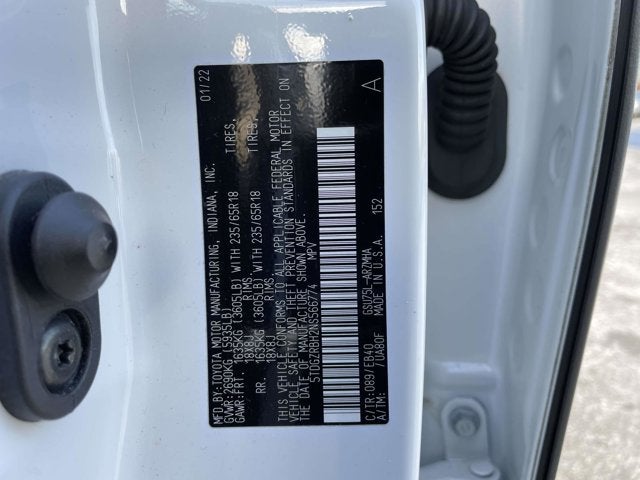 MFD BY:TOYOTA MOTOR MANUFACTURING, INDIANA, INC. 01/22
GVWR:2690KG( 5935LB)
GAWR:FRT. 1635KG (3605LB) WITH 235/65R18 TIRES,
18X8J RIMS,
RR. 1635KG (3605LB) WITH 235/65R18 TIRES,
18X8J RIMS,
THIS VEHICLE CONFORMS TO ALL APPLICABLE FEDERAL MOTOR
VEHICLE SAFETY AND THEFT PREVENTION STANDARDS IN EFFECT ON
THE DATE OF MANUFACTURE SHOWN ABOVE.
5TDGZRBH2NS566774 MPV
C/TR:089/EB40 GSU75L-ARZMHA
A/TM: /UA80F MADE IN U.S.A. 152 A